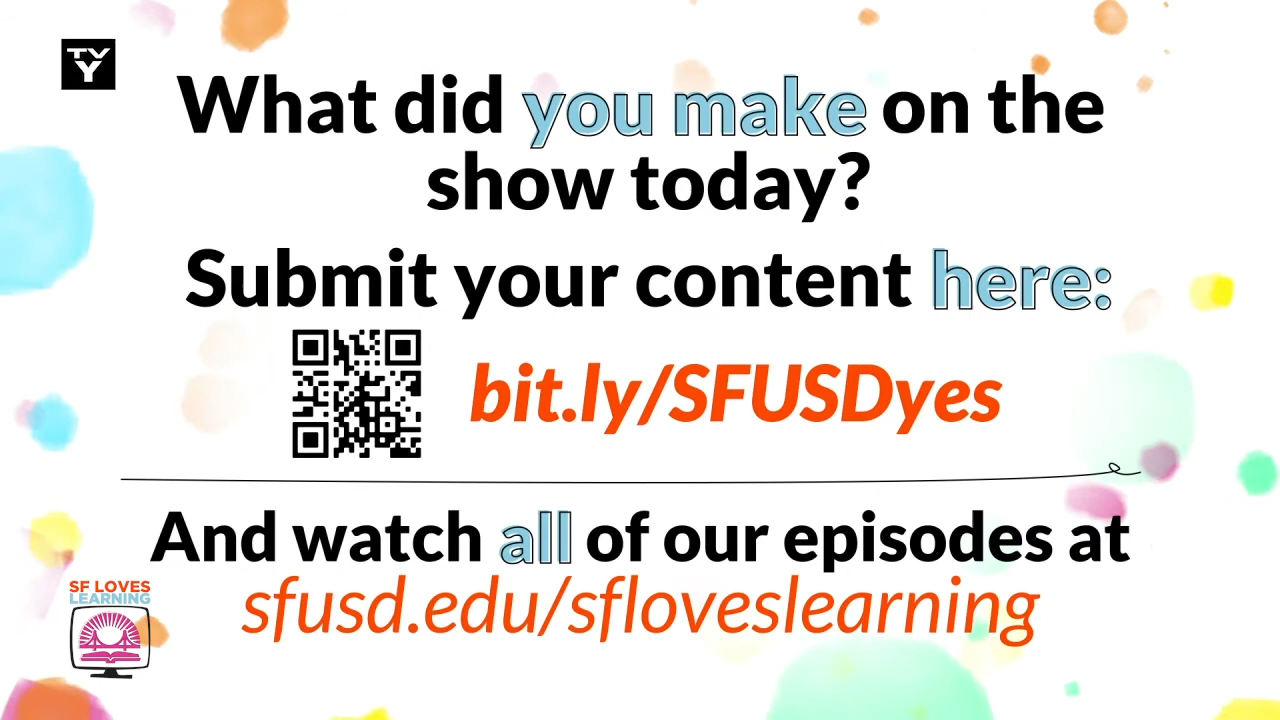 TV
Y
What did you make on the
show today?
Submit your content here:
bit.ly/SFUSDyes
And watch all of our episodes at
sfusd.edu/sfloveslearning
SF LOVES
LEARNING